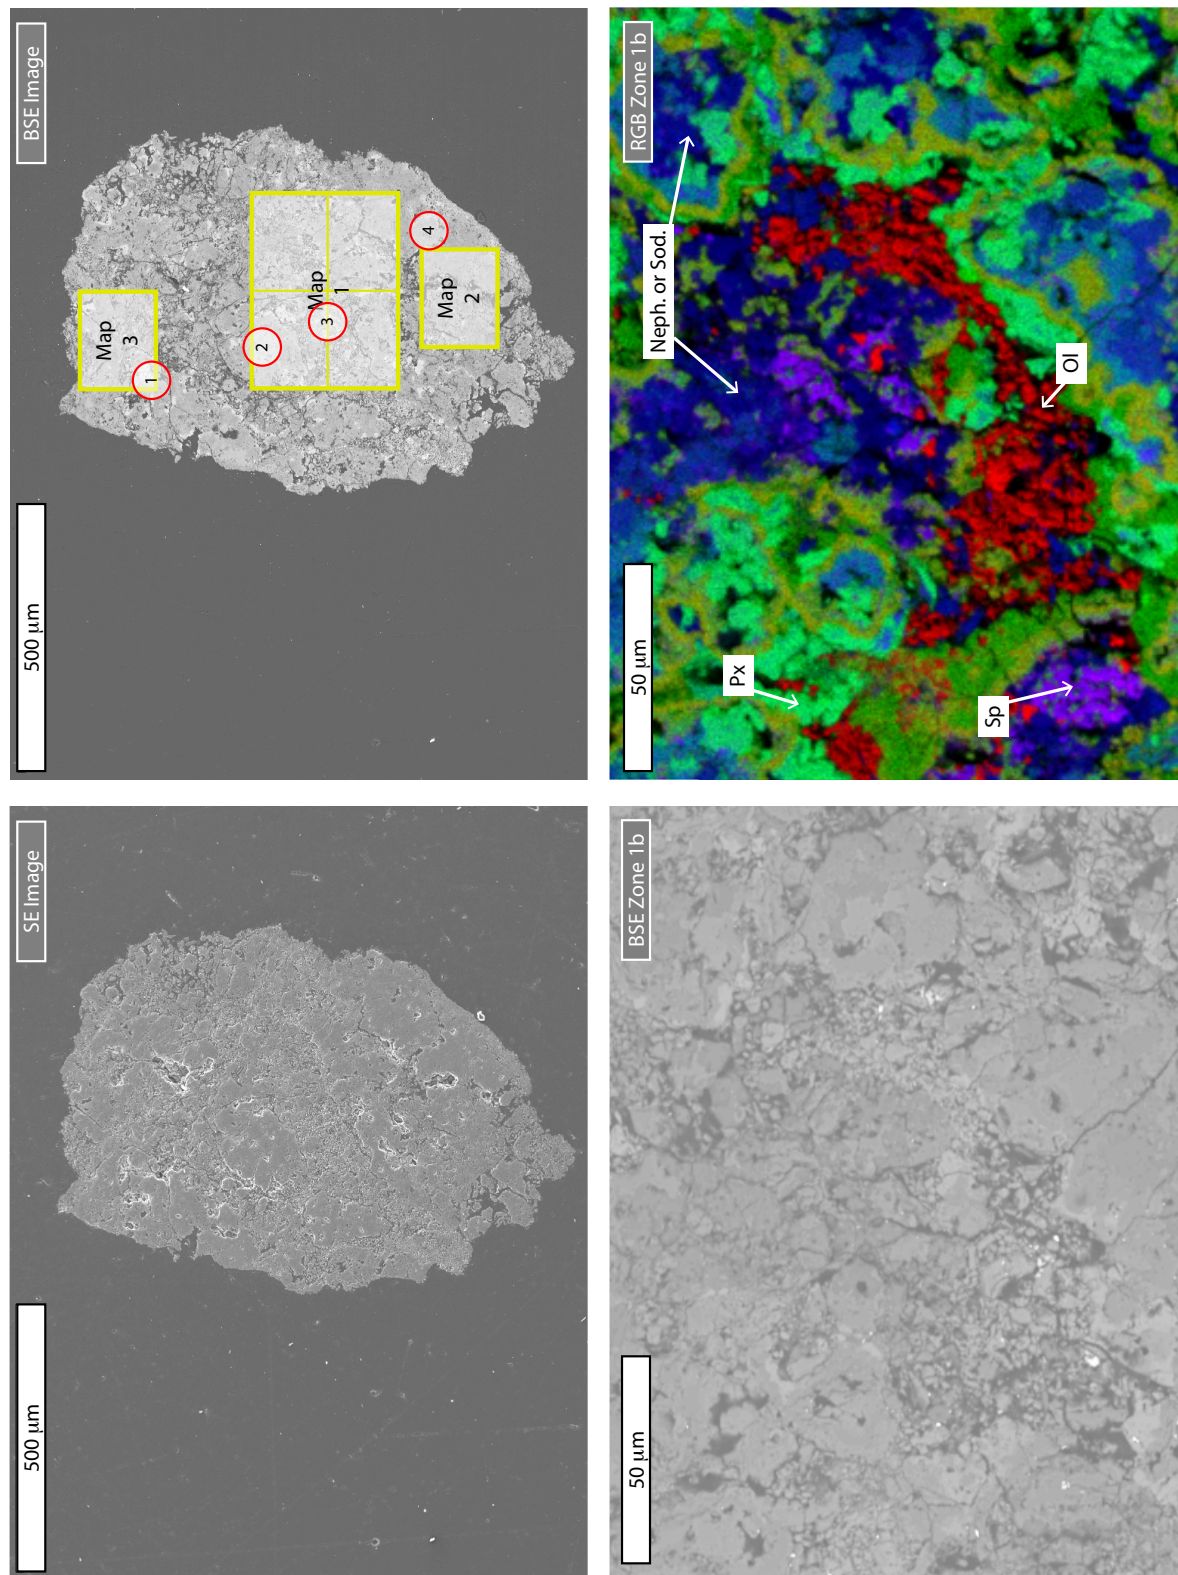 SE Image
500 µm
BSE Image
500 µm
Map
3
1
Map
1
2
3
Map
2
4
BSE Zone 1b
50 µm
RGB Zone 1b
50 µm
Neph. or Sod.
Px
Ol
Sp